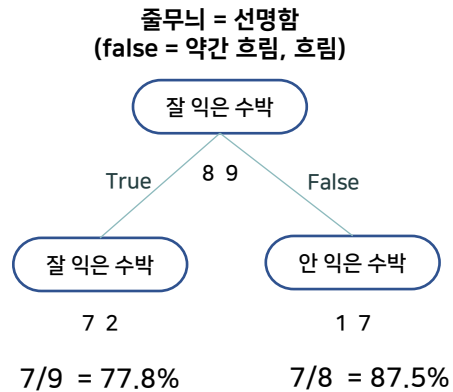 줄무늬 = 선명함
(false = 약간 흐림, 흐림)
잘 익은 수박
True
8 9
False
잘 익은 수박
안 익은 수박
7 2
1 7
7/9 = 77.8%
7/8 = 87.5%